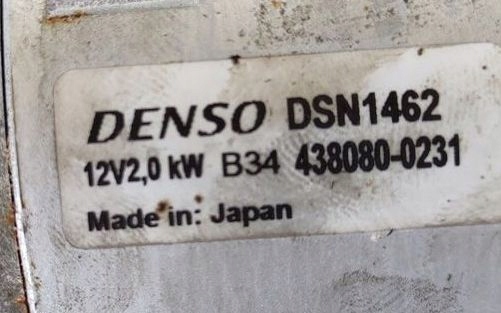 DENSO DSN1462
12V2,0 kW B34 438080-0231
Made in: Japan